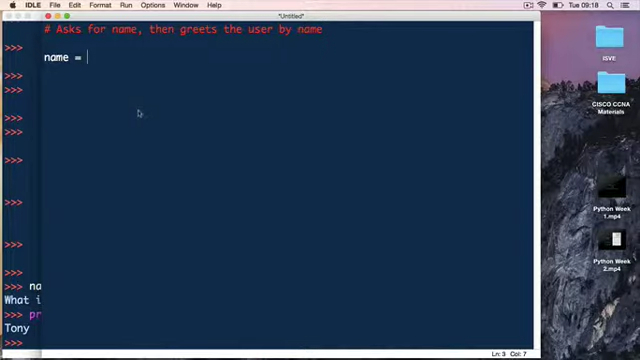 IDLE File Edit Format Run Options Window Help Tue 09:18
*Untitled*
# Asks for name, then greets the user by name
>>>
name =
>>>
>>>
>>>
>>>
>>>
>>>
>>>
>>>
>>> na
What i
>>> pr
Tony
>>>
Ln: 3 Col: 7
ISVE
CISCO CCNA
Materials
Python Week
1.mp4
Python Week
2.mp4